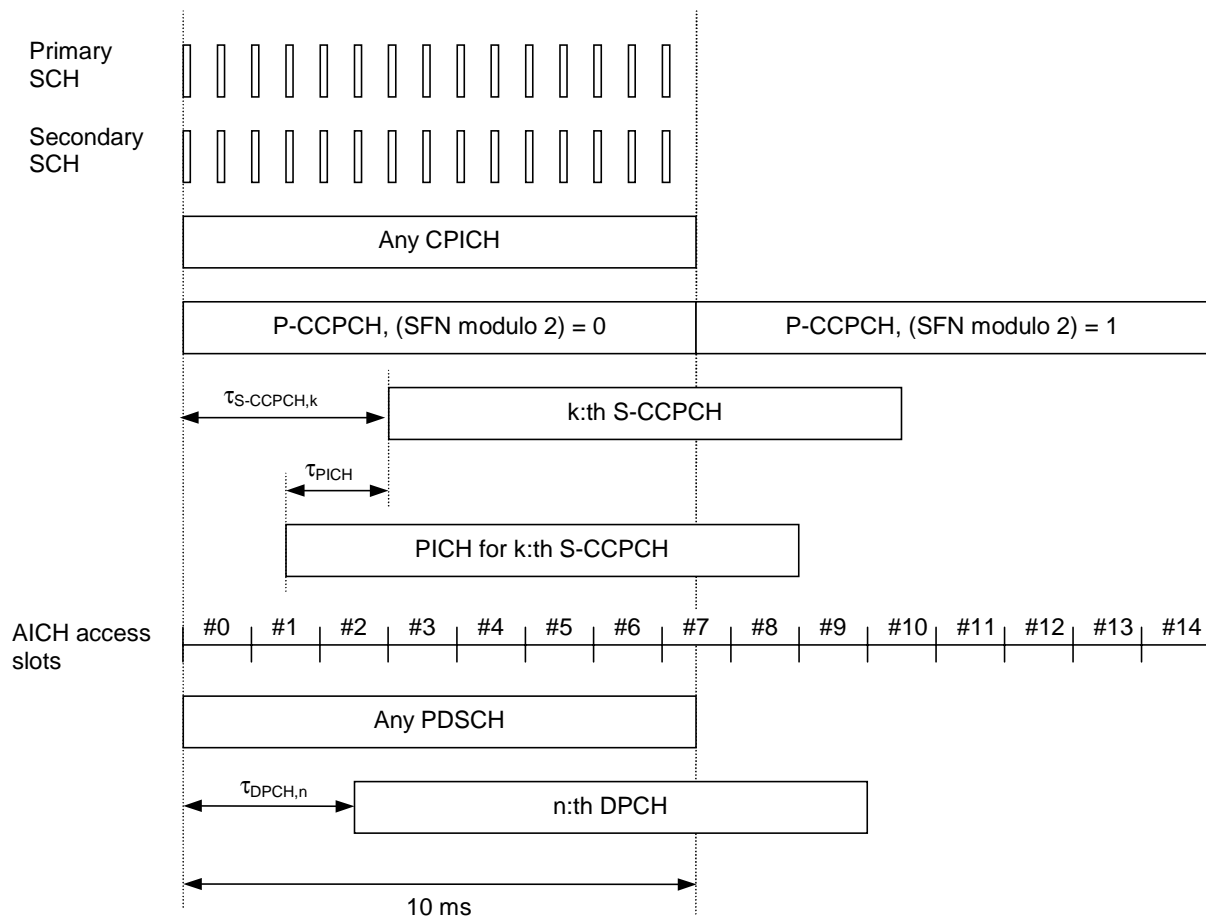 Primary
SCH
Secondary
SCH
Any CPICH
P-CCPCH, (SFN modulo 2) = 0
P-CCPCH, (SFN modulo 2) = 1
τS-CCPCH,k
k:th S-CCPCH
τPICH
PICH for k:th S-CCPCH
AICH access
slots
#0 #1 #2 #3 #4 #5 #6 #7 #8 #9 #10 #11 #12 #13 #14
Any PDSCH
τDPCH,n
n:th DPCH
10 ms